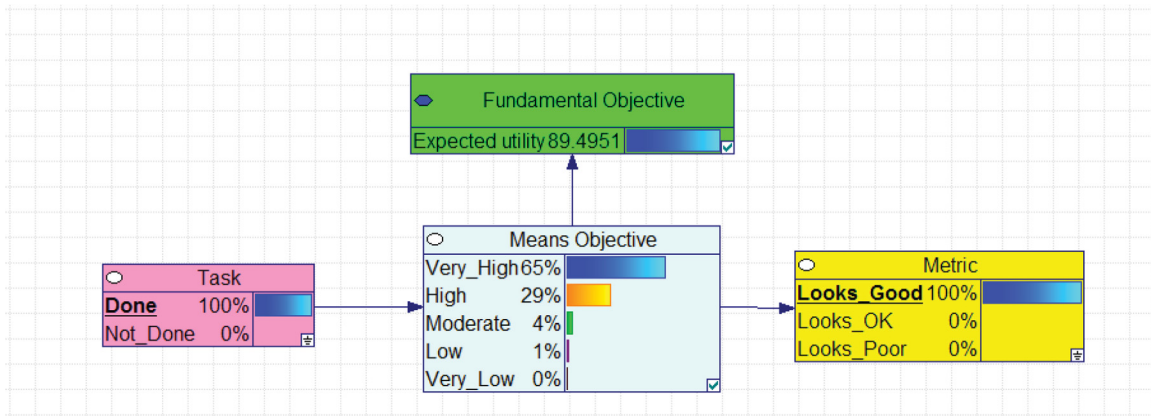 Fundamental Objective
Expected utility 89.4951
Task
Done 100%
Not_Done 0%
Means Objective
Very_High 65%
High 29%
Moderate 4%
Low 1%
Very_Low 0%
Metric
Looks_Good 100%
Looks_OK 0%
Looks_Poor 0%